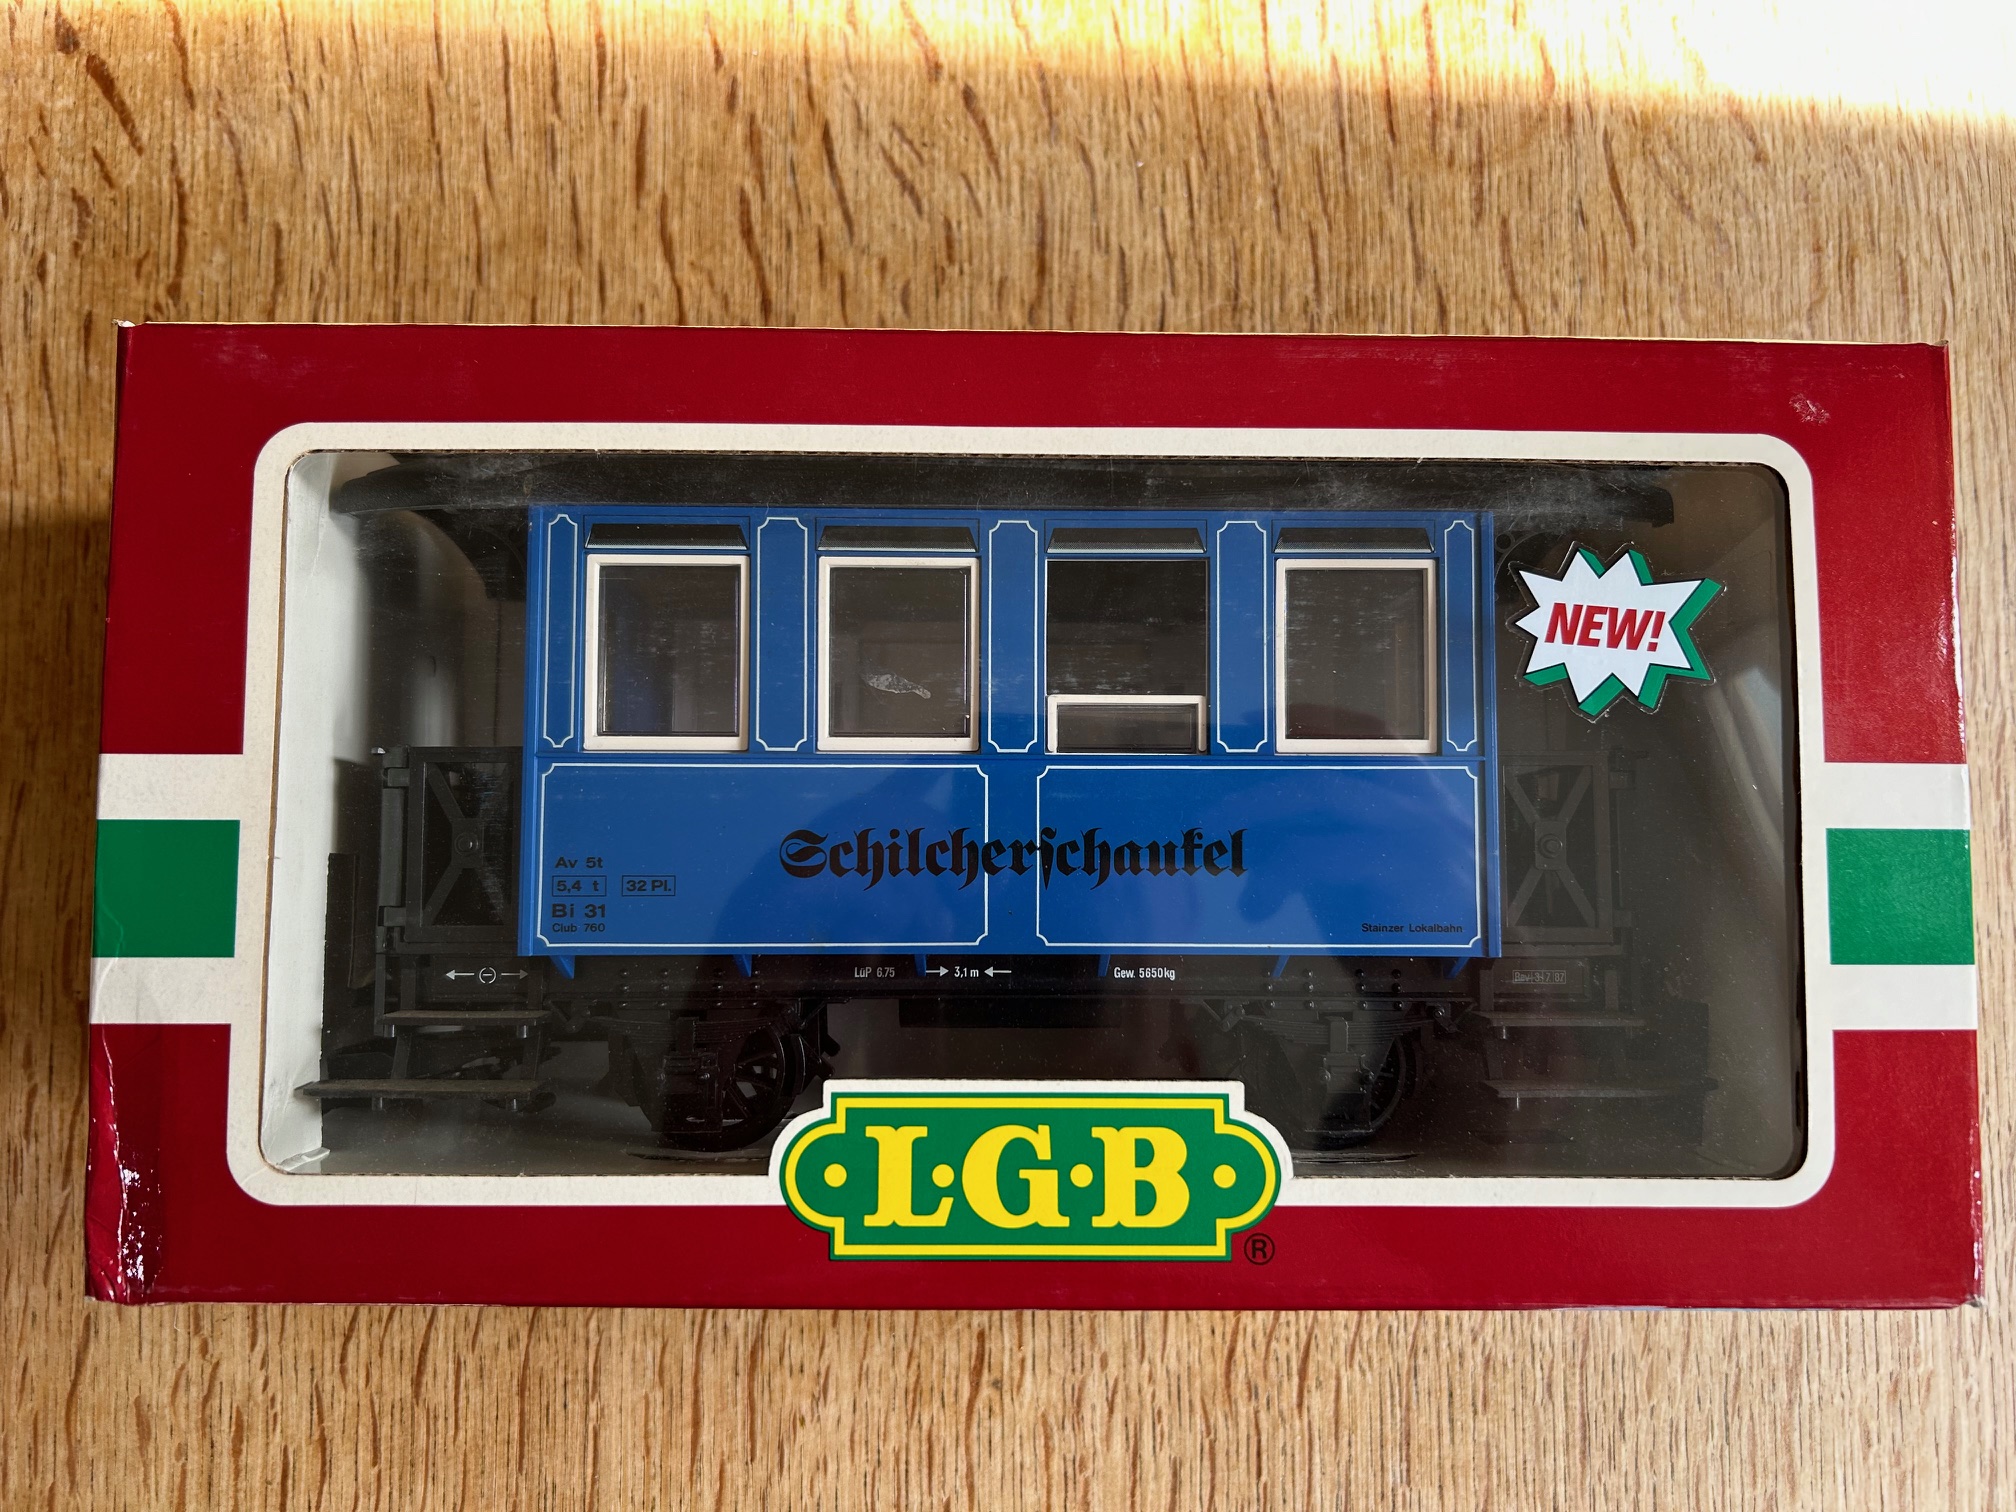 NEW!
Schilcherſchaukel
Av 5t
5,4 t 32 Pl.
Bi 31
Club 760
Stainzer Lokalbahn
LüP 6.75 3,1 m Gew. 5650kg
L·G·B
®